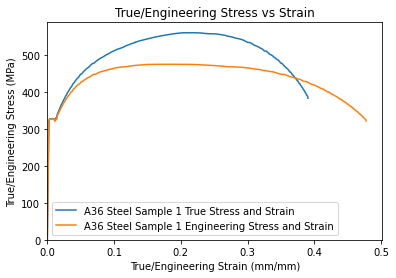 True/Engineering Stress vs Strain
True/Engineering Stress (MPa)
500
400
300
200
100
0
A36 Steel Sample 1 True Stress and Strain
A36 Steel Sample 1 Engineering Stress and Strain
0.0 0.1 0.2 0.3 0.4 0.5
True/Engineering Strain (mm/mm)